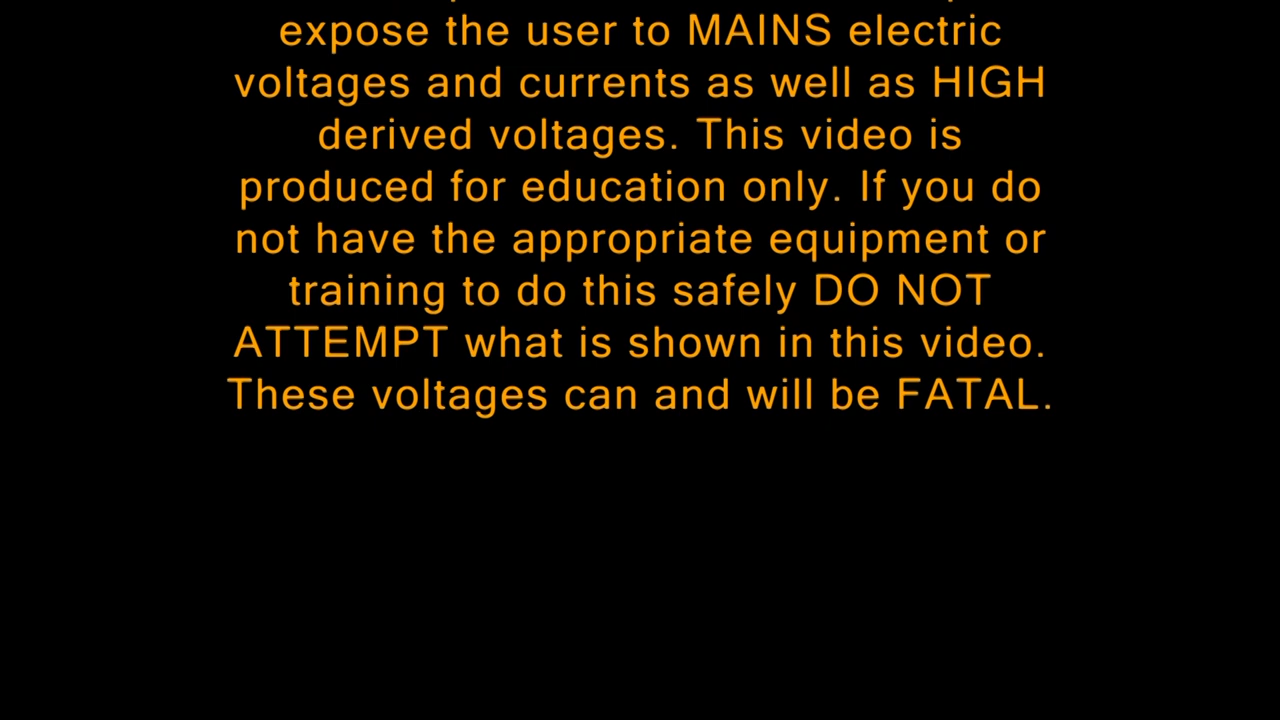 expose the user to MAINS electric
voltages and currents as well as HIGH
derived voltages. This video is
produced for education only. If you do
not have the appropriate equipment or
training to do this safely DO NOT
ATTEMPT what is shown in this video.
These voltages can and will be FATAL.